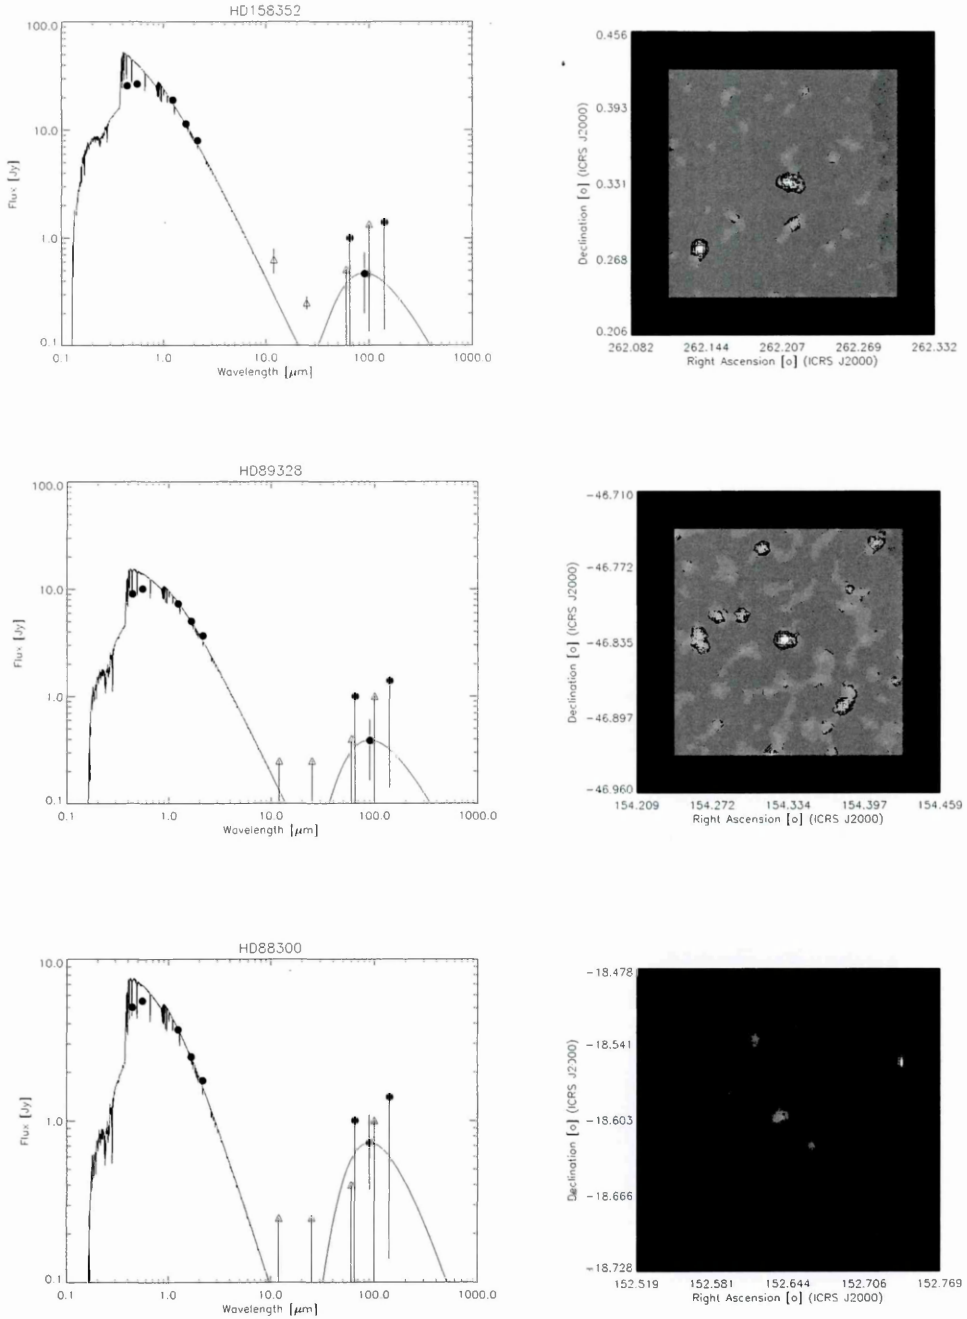 HD158352
100.0
10.0
1.0
0.1
Flux [Jy]
0.1 1.0 10.0 100.0 1000.0
Wavelength [μm]
0.456
0.393
0.331
0.268
0.206
Declination [o] (ICRS J2000)
262.082 262.144 262.207 262.269 262.332
Right Ascension [o] (ICRS J2000)
HD89328
100.0
10.0
1.0
0.1
Flux [Jy]
0.1 1.0 10.0 100.0 1000.0
Wavelength [μm]
-46.710
-46.772
-46.835
-46.897
-46.960
Declination [o] (ICRS J2000)
154.209 154.272 154.334 154.397 154.459
Right Ascension [o] (ICRS J2000)
HD88300
10.0
1.0
0.1
Flux [Jy]
0.1 1.0 10.0 100.0 1000.0
Wavelength [μm]
-18.478
-18.541
-18.603
-18.666
-18.728
Declination [o] (ICRS J2000)
152.519 152.581 152.644 152.706 152.769
Right Ascension [o] (ICRS J2000)